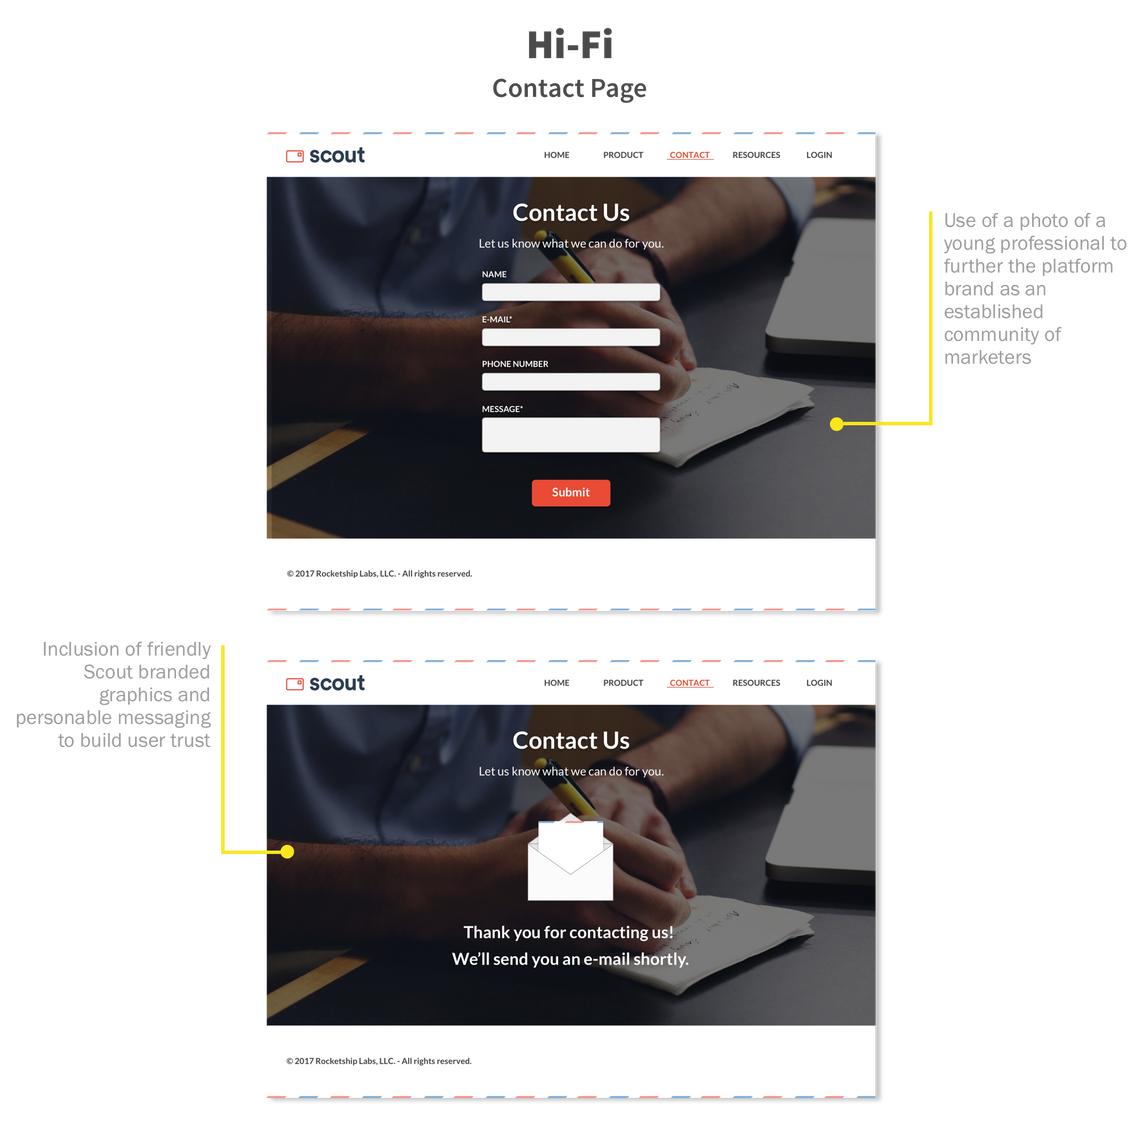 Hi-Fi
Contact Page
scout
HOME PRODUCT CONTACT RESOURCES LOGIN
Contact Us
Let us know what we can do for you.
NAME
E-MAIL*
PHONE NUMBER
MESSAGE*
Submit
© 2017 Rocketship Labs, LLC. - All rights reserved.
Use of a photo of a
young professional to
further the platform
brand as an
established
community of
marketers
Inclusion of friendly
Scout branded
graphics and
personable messaging
to build user trust
scout
HOME PRODUCT CONTACT RESOURCES LOGIN
Contact Us
Let us know what we can do for you.
Thank you for contacting us!
We'll send you an e-mail shortly.
© 2017 Rocketship Labs, LLC. - All rights reserved.